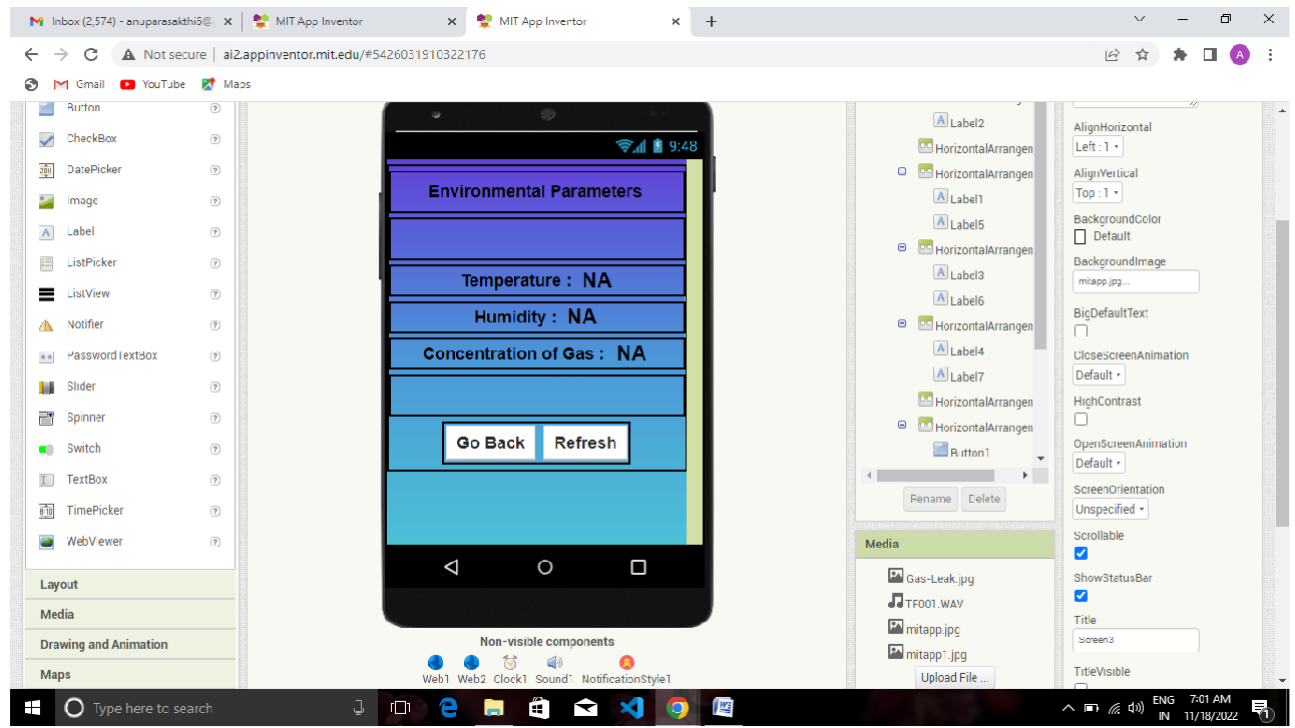 Inbox (2,574) - anuparasakthi5@
MIT App Inventor
MIT App Inventor
Not secure
ai2.appinventor.mit.edu/#5426031910322176
A
Gmail
YouTube
Maps
Button
CheckBox
DatePicker
Image
Label
ListPicker
ListView
Notifier
PasswordTextBox
Slider
Spinner
Switch
TextBox
TimePicker
WebViewer
Layout
Media
Drawing and Animation
Maps
9:48
Environmental Parameters
Temperature : NA
Humidity : NA
Concentration of Gas : NA
Go Back
Refresh
Non-visible components
Web1 Web2 Clock1 Sound1 NotificationStyle1
Label2
HorizontalArrangen
HorizontalArrangen
Label1
Label5
HorizontalArrangen
Label3
Label6
HorizontalArrangen
Label4
Label7
HorizontalArrangen
HorizontalArrangen
Button1
Rename
Delete
Media
Gas-Leak.jpg
TF001.WAV
mitapp.jpg
mitapp1.jpg
Upload File ...
AlignHorizontal
Left : 1
AlignVertical
Top : 1
BackgroundColor
Default
BackgroundImage
mitapp.jpg...
BigDefaultText
CloseScreenAnimation
Default
HighContrast
OpenScreenAnimation
Default
ScreenOrientation
Unspecified
Scrollable
ShowStatusBar
Title
Screen3
TitleVisible
Type here to search
ENG
IN
7:01 AM
11/18/2022
1